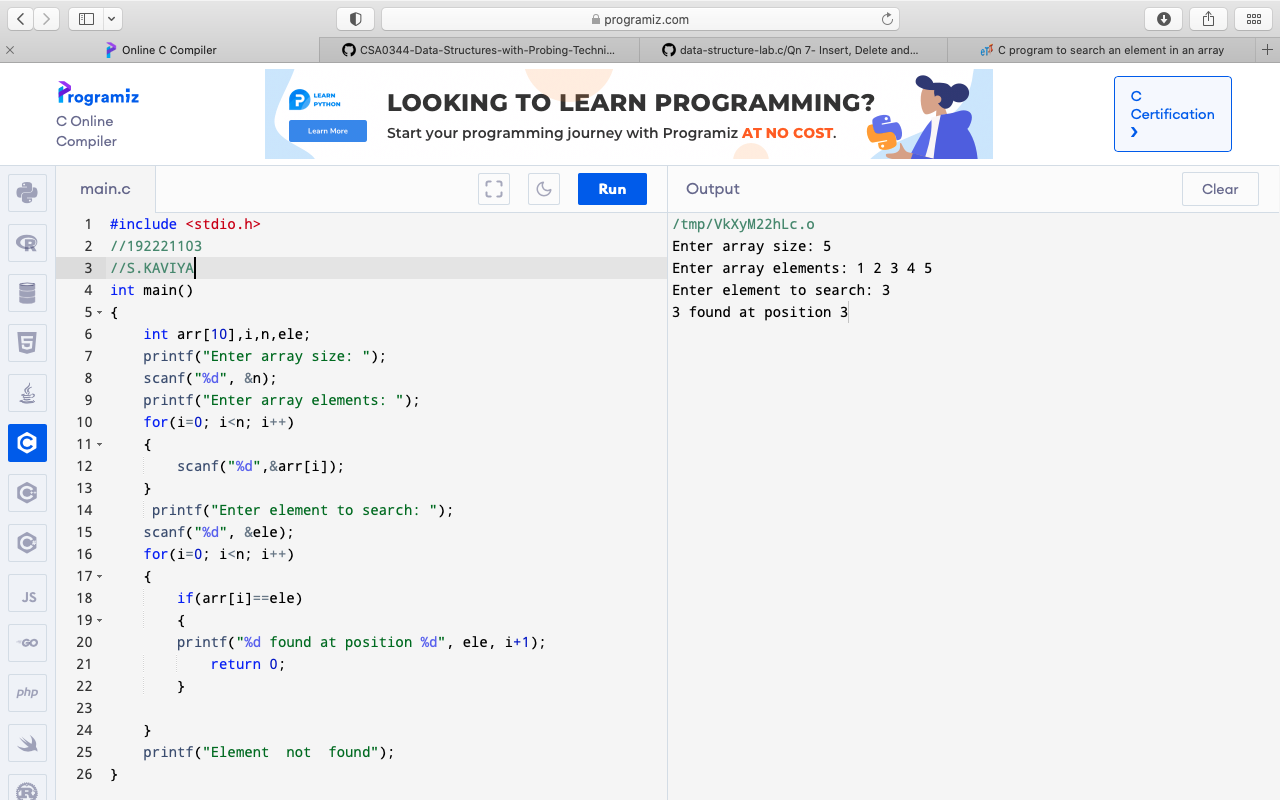 programiz.com
Online C Compiler
CSA0344-Data-Structures-with-Probing-Techni...
data-structure-lab.c/Qn 7- Insert, Delete and...
C program to search an element in an array
Programiz
C Online
Compiler
LEARN
PYTHON
Learn More
LOOKING TO LEARN PROGRAMMING?
Start your programming journey with Programiz AT NO COST.
C
Certification
main.c
Run
Output
Clear
1 #include <stdio.h>
2 //192221103
3 //S.KAVIYA
4 int main()
5 {
6 int arr[10],i,n,ele;
7 printf("Enter array size: ");
8 scanf("%d", &n);
9 printf("Enter array elements: ");
10 for(i=0; i<n; i++)
11 {
12 scanf("%d",&arr[i]);
13 }
14 printf("Enter element to search: ");
15 scanf("%d", &ele);
16 for(i=0; i<n; i++)
17 {
18 if(arr[i]==ele)
19 {
20 printf("%d found at position %d", ele, i+1);
21 return 0;
22 }
23
24 }
25 printf("Element  not  found");
26 }
/tmp/VkXyM22hLc.o
Enter array size: 5
Enter array elements: 1 2 3 4 5
Enter element to search: 3
3 found at position 3
JS
GO
php